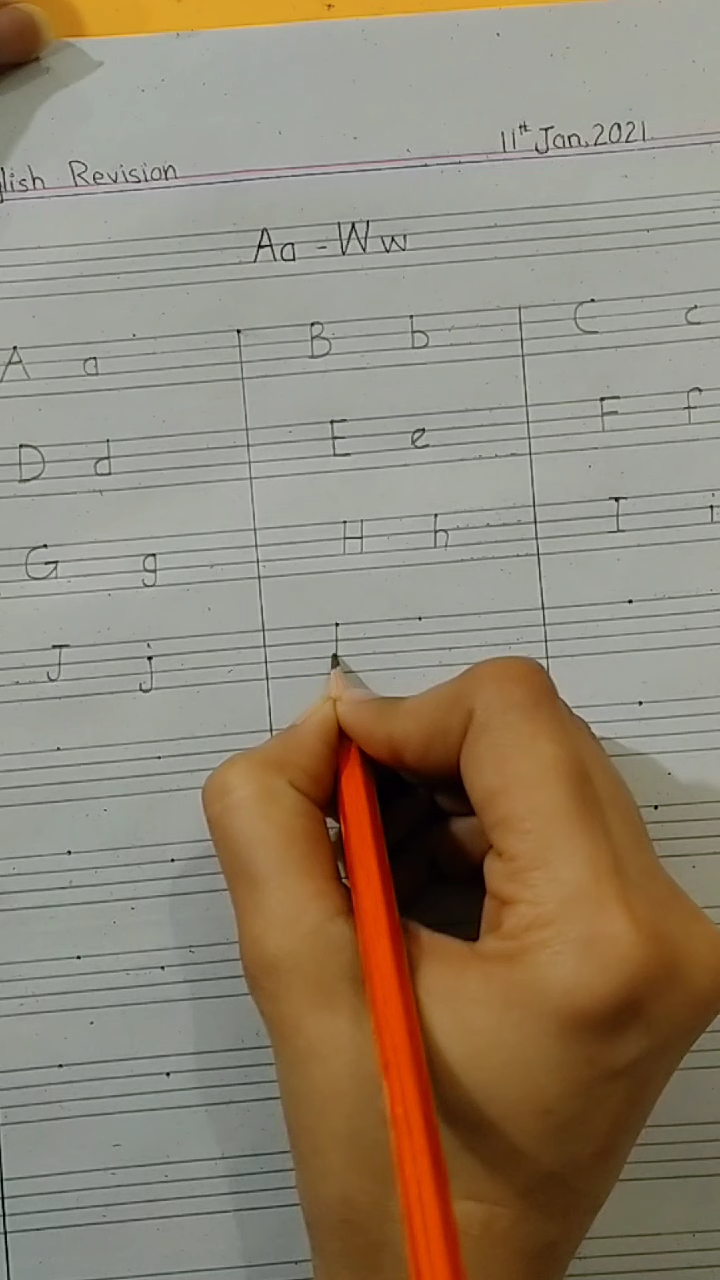 lish Revision 11th Jan, 2021
Aa - Ww
A a B b C c
D d E e F f
G g H h I i
J j